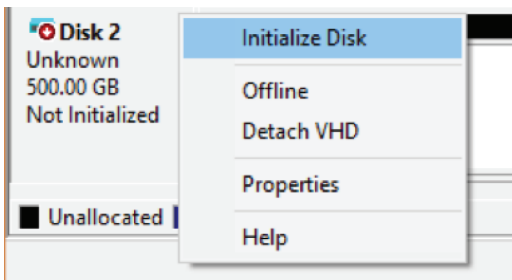 Disk 2
Unknown
500.00 GB
Not Initialized
Initialize Disk
Offline
Detach VHD
Properties
Help
Unallocated